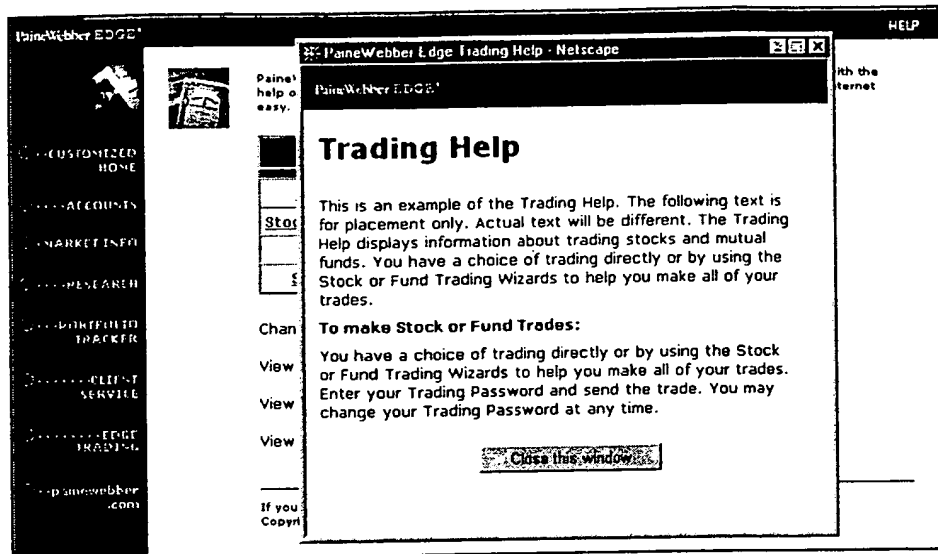 PaineWebber EDGE
HELP
PaineWebber Edge Trading Help - Netscape
PaineWebber EDGE
Paine
help o
easy.
ith the
ternet
Trading Help
This is an example of the Trading Help. The following text is
for placement only. Actual text will be different. The Trading
Help displays information about trading stocks and mutual
funds. You have a choice of trading directly or by using the
Stock or Fund Trading Wizards to help you make all of your
trades.
To make Stock or Fund Trades:
You have a choice of trading directly or by using the Stock
or Fund Trading Wizards to help you make all of your trades.
Enter your Trading Password and send the trade. You may
change your Trading Password at any time.
Close this window
CUSTOMIZED
HOME
ACCOUNTS
MARKET INFO
RESEARCH
PORTFOLIO
TRACKER
CLIENT
SERVICE
EDGE
TRADING
painewebber
.com
Stoc
S
Chan
View
View
View
If you
Copyri